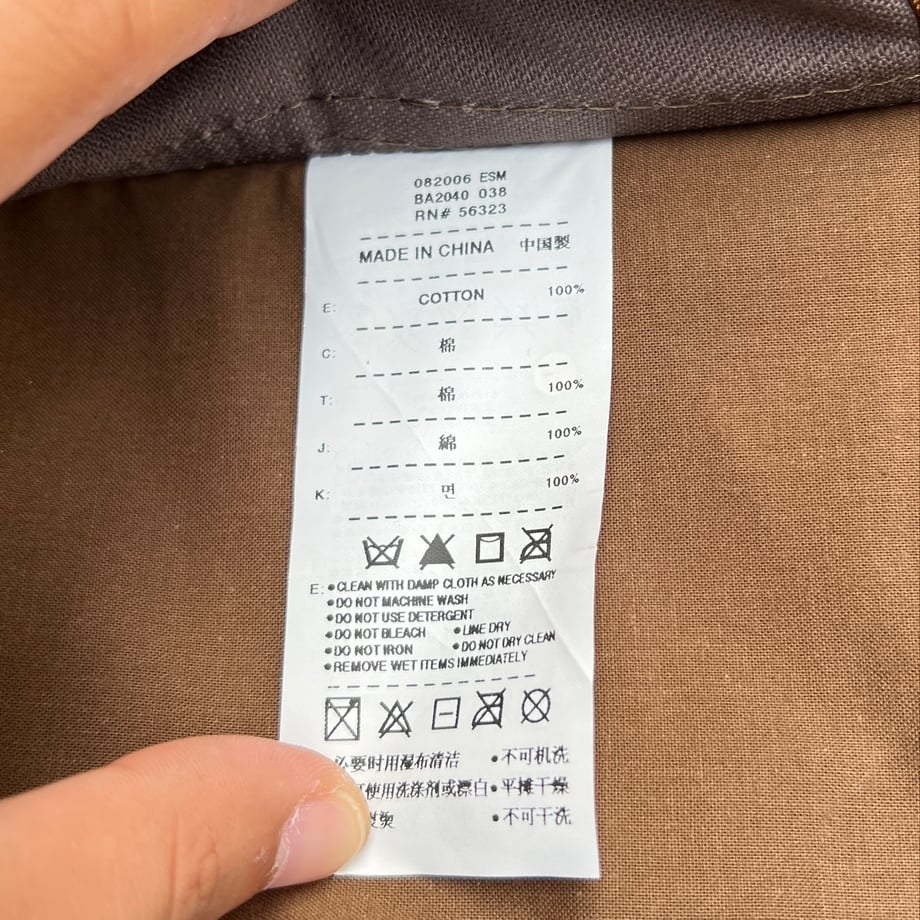 082006 ESM
BA2040 038
RN# 56323
MADE IN CHINA 中国製
E: COTTON 100%
C: 棉
T: 棉 100%
J: 綿 100%
K: 면 100%
E: •CLEAN WITH DAMP CLOTH AS NECESSARY
•DO NOT MACHINE WASH
•DO NOT USE DETERGENT
•DO NOT BLEACH •LINE DRY
•DO NOT IRON •DO NOT DRY CLEAN
•REMOVE WET ITEMS IMMEDIATELY
必要时用湿布清洁 •不可机洗
使用洗涤剂或漂白 •平摊干燥
烫 •不可干洗